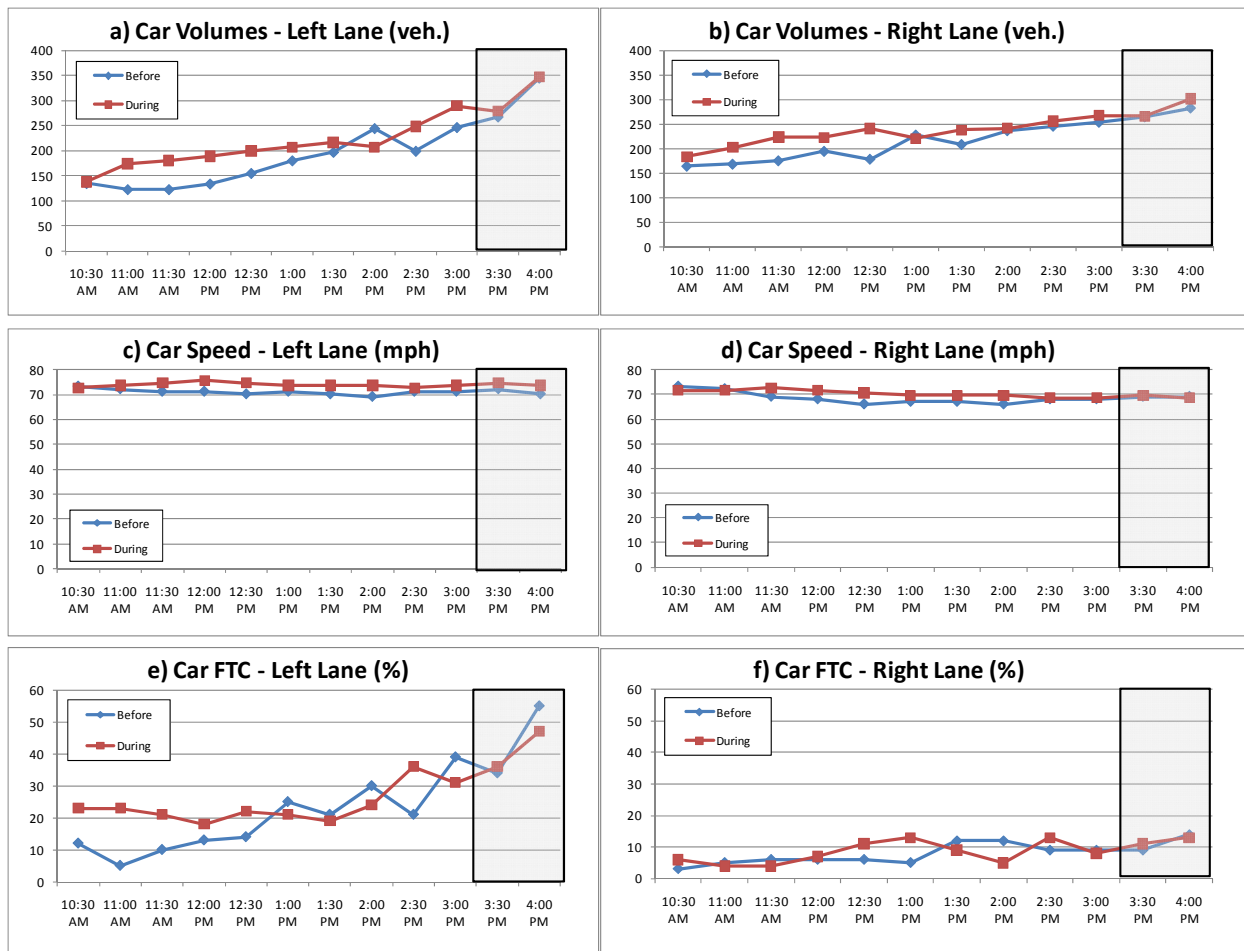 a) Car Volumes - Left Lane (veh.)
400
350
300
250
200
150
100
50
0
Before
During
10:30 11:00 11:30 12:00 12:30 1:00 1:30 2:00 2:30 3:00 3:30 4:00
AM AM AM PM PM PM PM PM PM PM PM PM
b) Car Volumes - Right Lane (veh.)
400
350
300
250
200
150
100
50
0
Before
During
10:30 11:00 11:30 12:00 12:30 1:00 1:30 2:00 2:30 3:00 3:30 4:00
AM AM AM PM PM PM PM PM PM PM PM PM
c) Car Speed - Left Lane (mph)
80
70
60
50
40
30
20
10
0
Before
During
10:30 11:00 11:30 12:00 12:30 1:00 1:30 2:00 2:30 3:00 3:30 4:00
AM AM AM PM PM PM PM PM PM PM PM PM
d) Car Speed - Right Lane (mph)
80
70
60
50
40
30
20
10
0
Before
During
10:30 11:00 11:30 12:00 12:30 1:00 1:30 2:00 2:30 3:00 3:30 4:00
AM AM AM PM PM PM PM PM PM PM PM PM
e) Car FTC - Left Lane (%)
60
50
40
30
20
10
0
Before
During
10:30 11:00 11:30 12:00 12:30 1:00 1:30 2:00 2:30 3:00 3:30 4:00
AM AM AM PM PM PM PM PM PM PM PM PM
f) Car FTC - Right Lane (%)
60
50
40
30
20
10
0
Before
During
10:30 11:00 11:30 12:00 12:30 1:00 1:30 2:00 2:30 3:00 3:30 4:00
AM AM AM PM PM PM PM PM PM PM PM PM